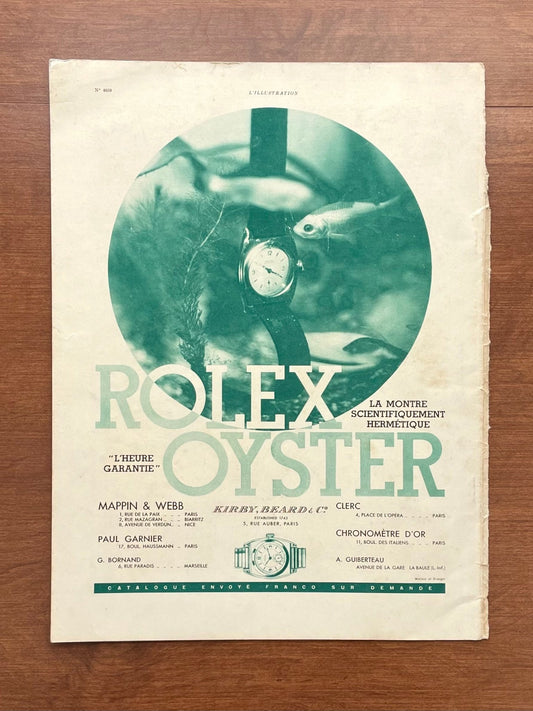 L'ILLUSTRATION
ROLEX
OYSTER
LA MONTRE
SCIENTIFIQUEMENT
HERMÉTIQUE
"L'HEURE
GARANTIE"
MAPPIN & WEBB
1, RUE DE LA PAIX . . . PARIS
2, RUE MAZAGRAN . . . BIARRITZ
8, AVENUE DE VERDUN. . NICE
PAUL GARNIER
17, BOUL. HAUSSMANN . . PARIS
G. BORNAND
6, RUE PARADIS . . . . MARSEILLE
KIRBY, BEARD & Co
ESTABLISHED 1743
5, RUE AUBER, PARIS
CLERC
4, PLACE DE L'OPÉRA . . . . PARIS
CHRONOMÈTRE D'OR
11, BOUL. DES ITALIENS . . . PARIS
A. GUIBERTEAU
AVENUE DE LA GARE LA BAULE (L. Inf.)
CATALOGUE ENVOYÉ FRANCO SUR DEMANDE